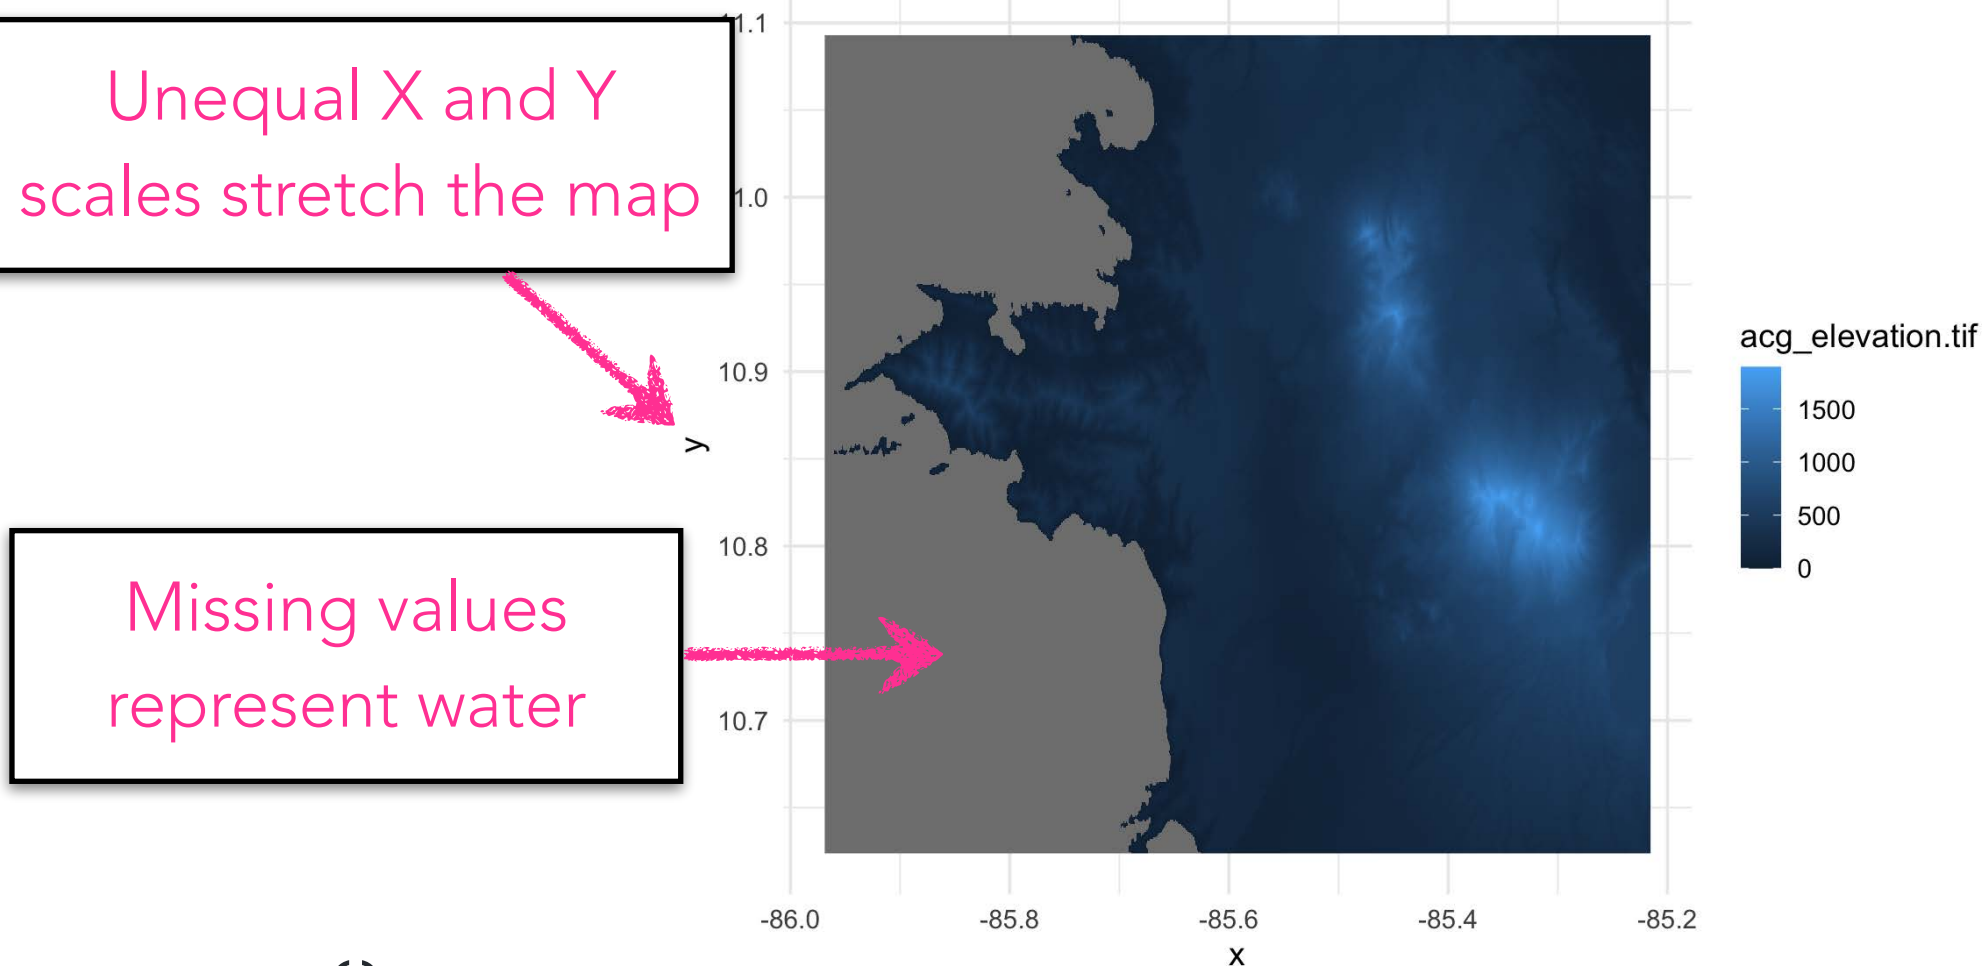 Unequal X and Y
scales stretch the map
Missing values
represent water
11.1
11.0
10.9
10.8
10.7
y
-86.0
-85.8
-85.6
-85.4
-85.2
x
acg_elevation.tif
1500
1000
500
0